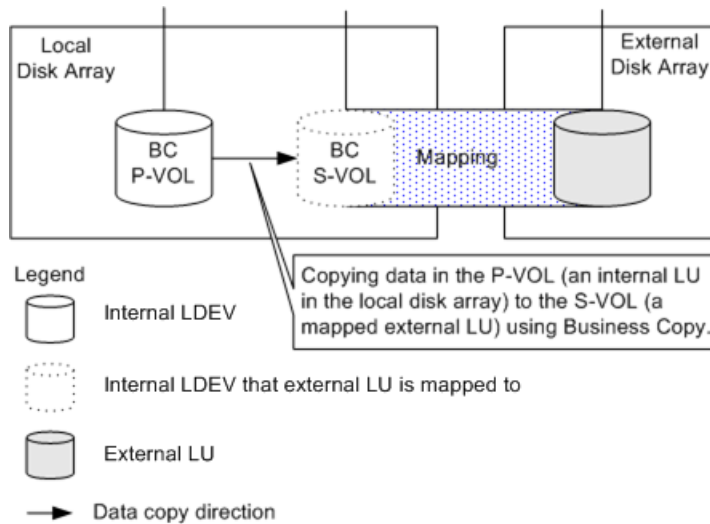 Local
Disk Array
External
Disk Array
BC
P-VOL
BC
S-VOL
Mapping
Copying data in the P-VOL (an internal LU
in the local disk array) to the S-VOL (a
mapped external LU) using Business Copy.
Legend
Internal LDEV
Internal LDEV that external LU is mapped to
External LU
Data copy direction